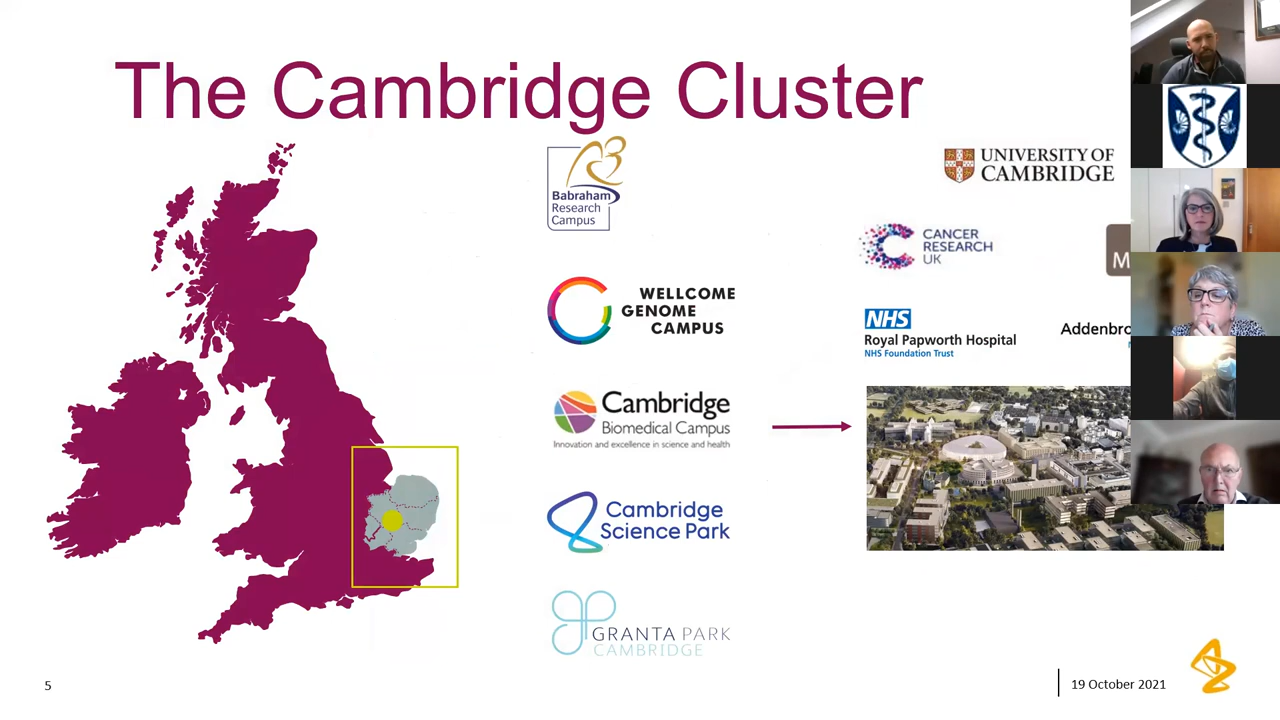 The Cambridge Cluster
Babraham
Research
Campus
WELLCOME
GENOME
CAMPUS
Cambridge
Biomedical Campus
Innovation and excellence in science and health
Cambridge
Science Park
GRANTA PARK
CAMBRIDGE
UNIVERSITY OF
CAMBRIDGE
CANCER
RESEARCH
UK
M
NHS
Royal Papworth Hospital
NHS Foundation Trust
Addenbro
5
19 October 2021